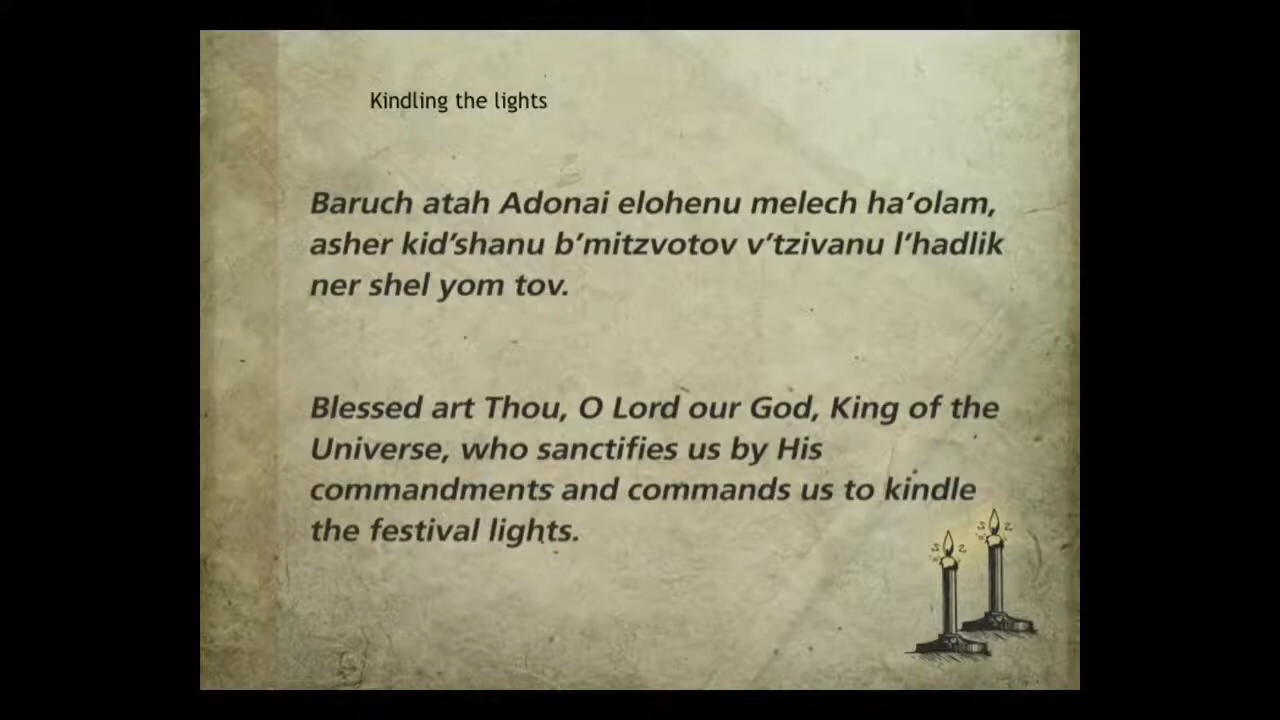 Kindling the lights
Baruch atah Adonai elohenu melech ha’olam,
asher kid’shanu b’mitzvotov v’tzivanu l’hadlik
ner shel yom tov.
Blessed art Thou, O Lord our God, King of the
Universe, who sanctifies us by His
commandments and commands us to kindle
the festival lights.